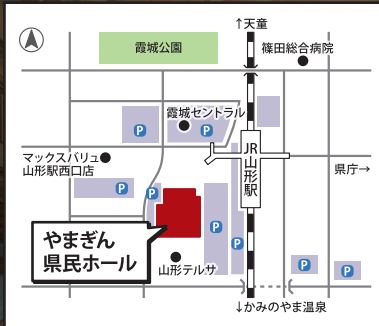 ↑天童
霞城公園
篠田総合病院
霞城セントラル
P
P
マックスバリュ
山形駅西口店
JR山形駅
県庁→
P
P
やまぎん
県民ホール
P
P
山形テルサ
P
P
↓かみのやま温泉